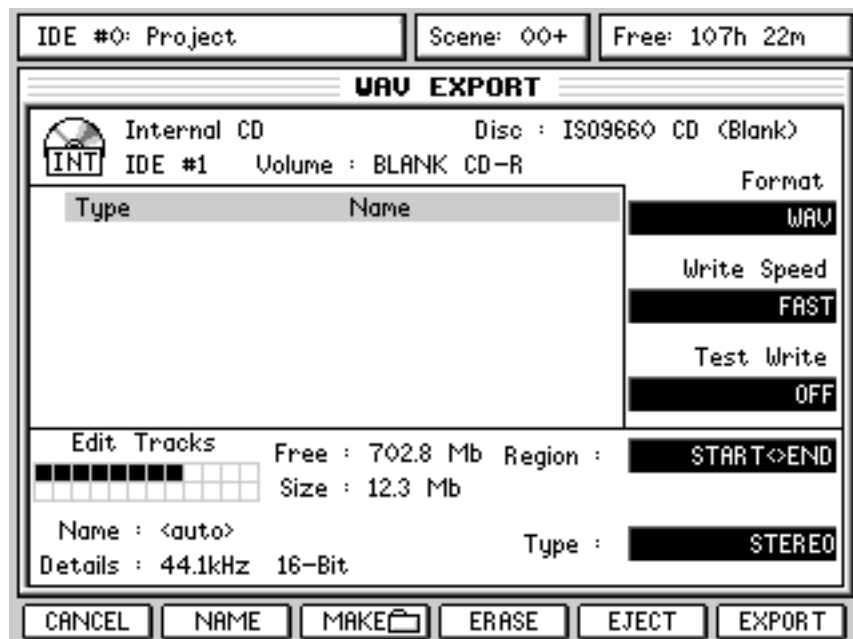 IDE #0: Project
Scene: 00+
Free: 107h 22m
WAV EXPORT
Internal CD
Disc : ISO9660 CD (Blank)
INT
IDE #1
Volume : BLANK CD-R
Format
WAV
Type
Name
Write Speed
FAST
Test Write
OFF
Edit Tracks
Free : 702.8 Mb
Region :
START<>END
Size : 12.3 Mb
Name : <auto>
Type :
STEREO
Details : 44.1kHz 16-Bit
CANCEL
NAME
MAKE
ERASE
EJECT
EXPORT